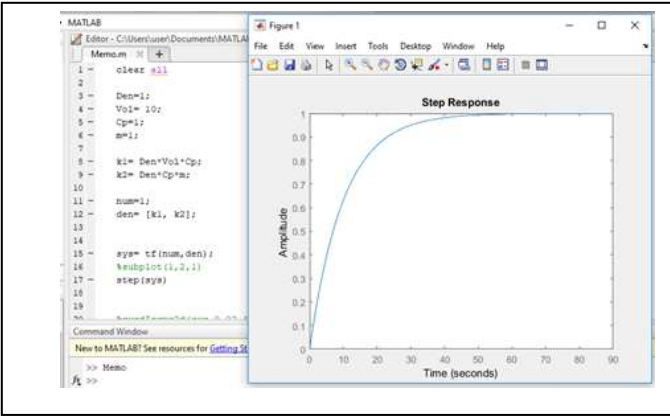 MATLAB
Editor - C:\Users\user\Documents\MATLA
Memo.m
1 - clear all
2
3 - Den=1;
4 - Vol= 10;
5 - Cp=1;
6 - m=1;
7
8 - k1= Den*Vol*Cp;
9 - k2= Den*Cp*m;
10
11 - num=1;
12 - den= [k1, k2];
13
14
15 - sys= tf(num,den);
16 %subplot(1,2,1)
17 - step(sys)
18
19
Command Window
New to MATLAB? See resources for Getting St
>> Memo
fx >>
Figure 1
File Edit View Insert Tools Desktop Window Help
Step Response
Amplitude
1
0.9
0.8
0.7
0.6
0.5
0.4
0.3
0.2
0.1
0
0 10 20 30 40 50 60 70 80 90
Time (seconds)